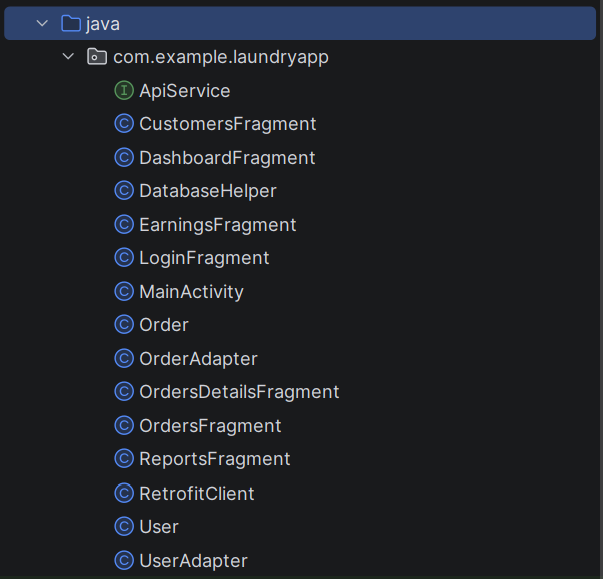 java
com.example.laundryapp
I ApiService
C CustomersFragment
C DashboardFragment
C DatabaseHelper
C EarningsFragment
C LoginFragment
C MainActivity
C Order
C OrderAdapter
C OrdersDetailsFragment
C OrdersFragment
C ReportsFragment
C RetrofitClient
C User
C UserAdapter